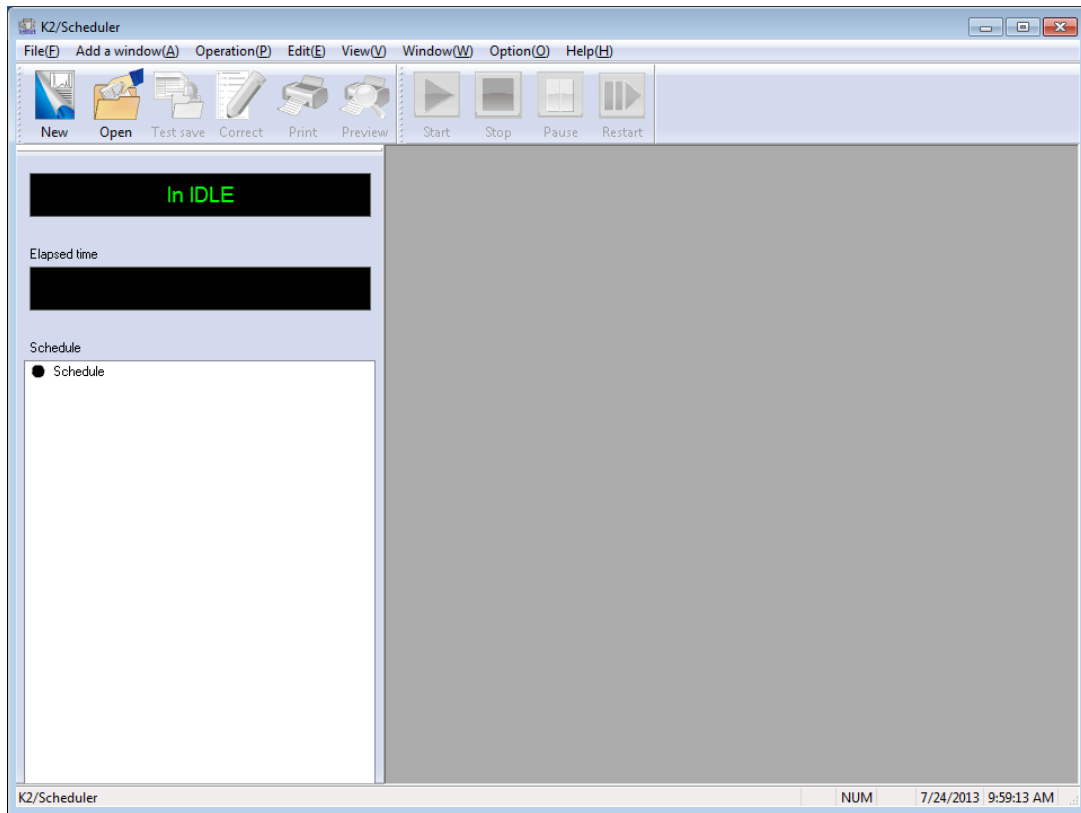 K2/Scheduler
File(F) Add a window(A) Operation(P) Edit(E) View(V) Window(W) Option(O) Help(H)
New Open Test save Correct Print Preview Start Stop Pause Restart
In IDLE
Elapsed time
Schedule
Schedule
K2/Scheduler NUM 7/24/2013 9:59:13 AM